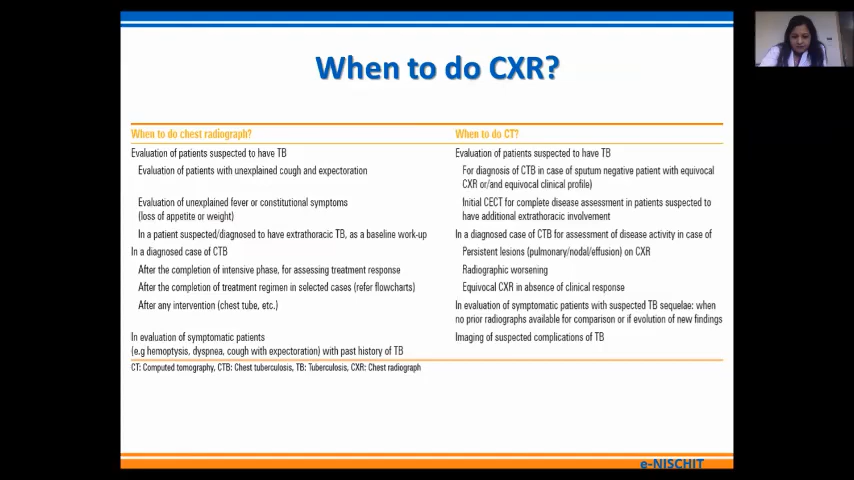 When to do CXR?
When to do chest radiograph?
Evaluation of patients suspected to have TB
Evaluation of patients with unexplained cough and expectoration
Evaluation of unexplained fever or constitutional symptoms
(loss of appetite or weight)
In a patient suspected/diagnosed to have extrathoracic TB, as a baseline work-up
In a diagnosed case of CTB
After the completion of intensive phase, for assessing treatment response
After the completion of treatment regimen in selected cases (refer flowcharts)
After any intervention (chest tube, etc.)
In evaluation of symptomatic patients
(e.g hemoptysis, dyspnea, cough with expectoration) with past history of TB
When to do CT?
Evaluation of patients suspected to have TB
For diagnosis of CTB in case of sputum negative patient with equivocal
CXR or/and equivocal clinical profile)
Initial CECT for complete disease assessment in patients suspected to
have additional extrathoracic involvement
In a diagnosed case of CTB for assessment of disease activity in case of
Persistent lesions (pulmonary/nodal/effusion) on CXR
Radiographic worsening
Equivocal CXR in absence of clinical response
In evaluation of symptomatic patients with suspected TB sequelae: when
no prior radiographs available for comparison or if evolution of new findings
Imaging of suspected complications of TB
CT: Computed tomography, CTB: Chest tuberculosis, TB: Tuberculosis, CXR: Chest radiograph
e-NISCHIT